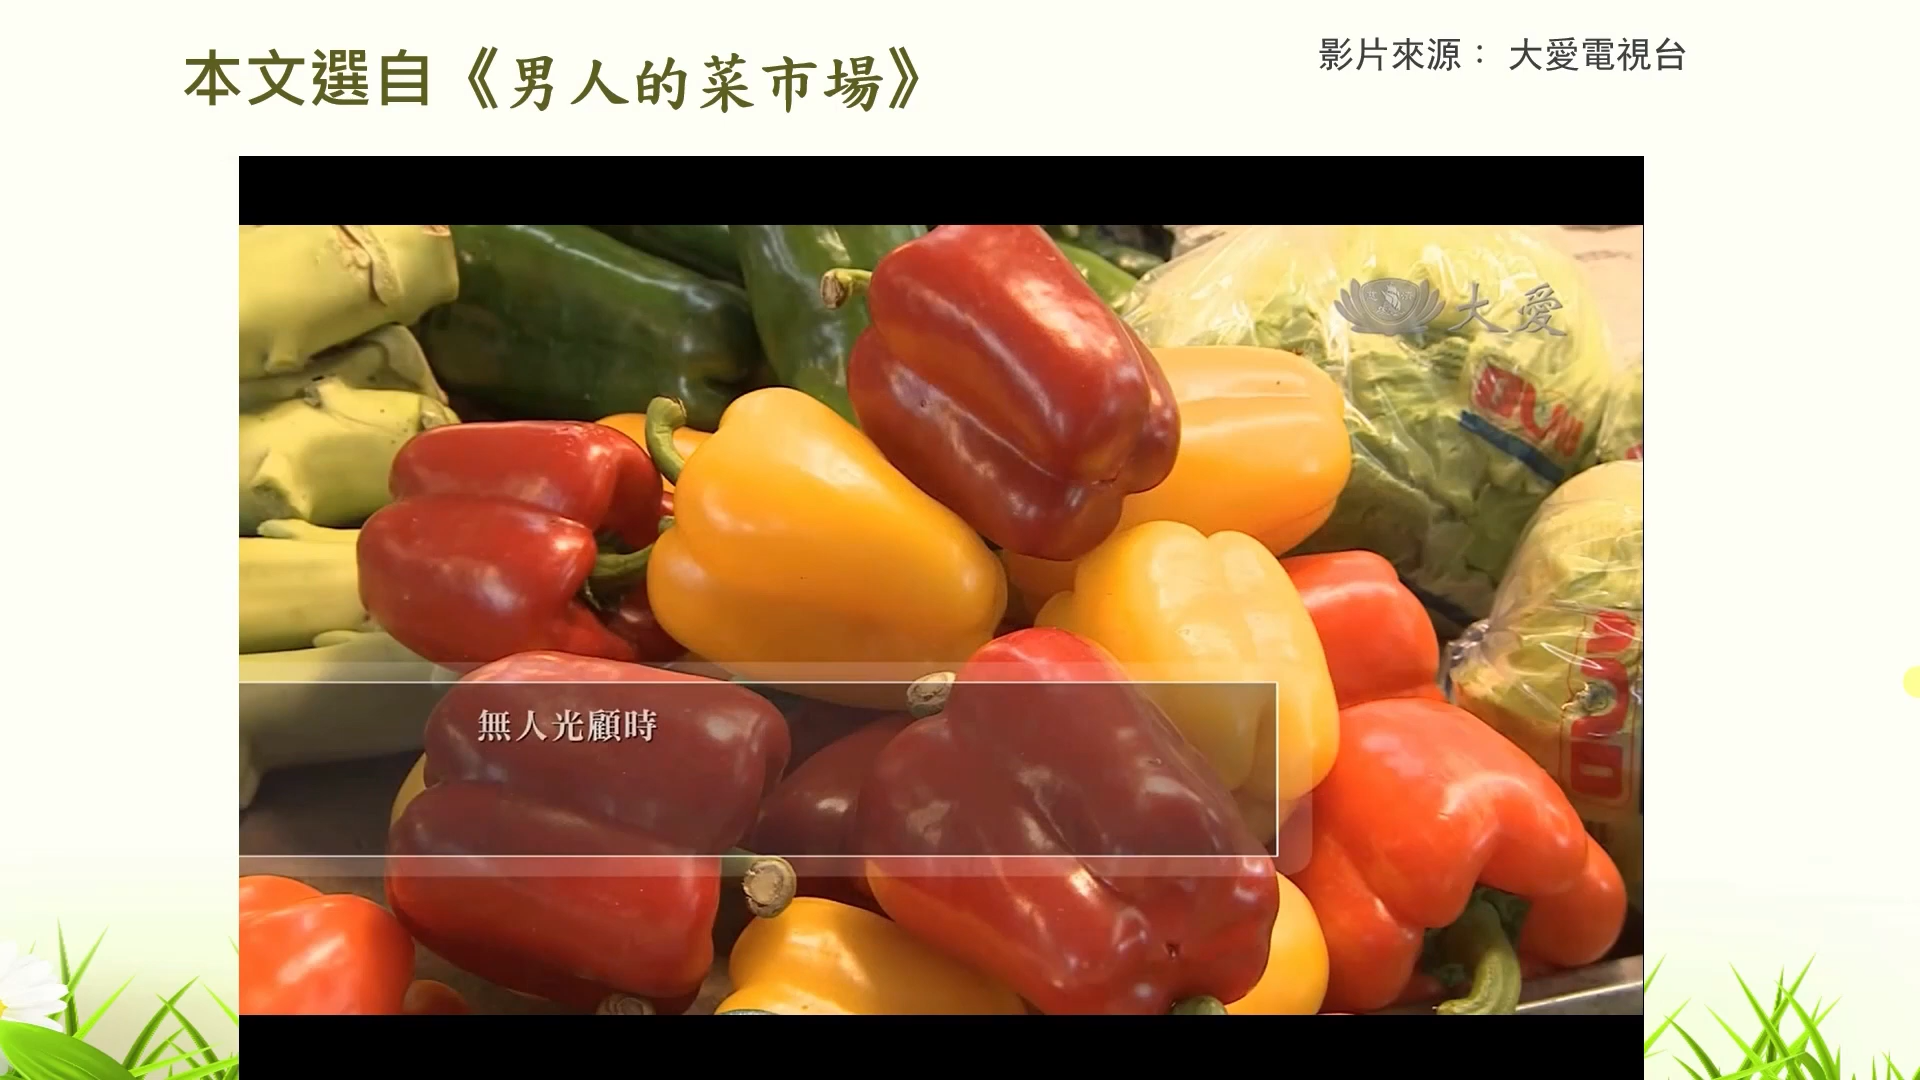 本文選自《男人的菜市場》
影片來源： 大愛電視台
大愛
無人光顧時